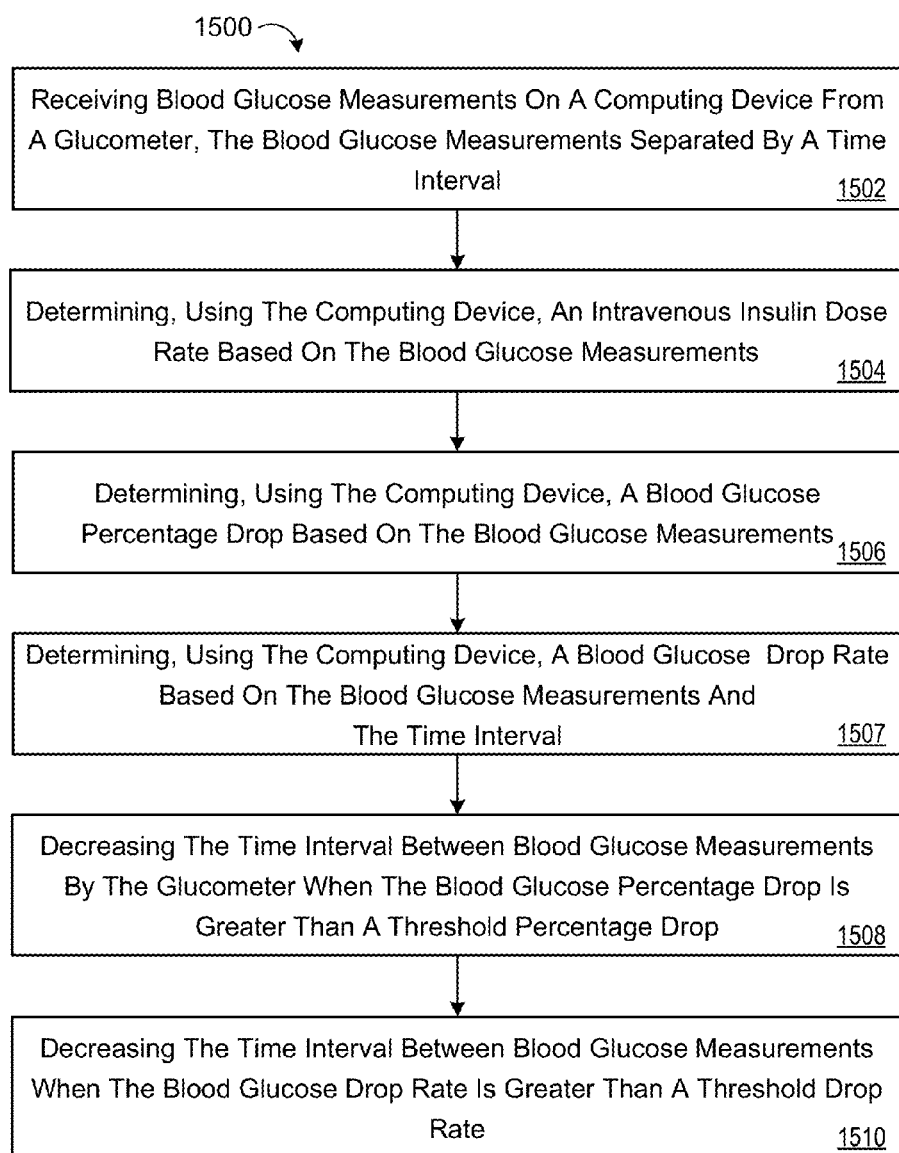 1500
Receiving Blood Glucose Measurements On A Computing Device From
A Glucometer, The Blood Glucose Measurements Separated By A Time
Interval
1502
Determining, Using The Computing Device, An Intravenous Insulin Dose
Rate Based On The Blood Glucose Measurements
1504
Determining, Using The Computing Device, A Blood Glucose
Percentage Drop Based On The Blood Glucose Measurements
1506
Determining, Using The Computing Device, A Blood Glucose Drop Rate
Based On The Blood Glucose Measurements And
The Time Interval
1507
Decreasing The Time Interval Between Blood Glucose Measurements
By The Glucometer When The Blood Glucose Percentage Drop Is
Greater Than A Threshold Percentage Drop
1508
Decreasing The Time Interval Between Blood Glucose Measurements
When The Blood Glucose Drop Rate Is Greater Than A Threshold Drop
Rate
1510